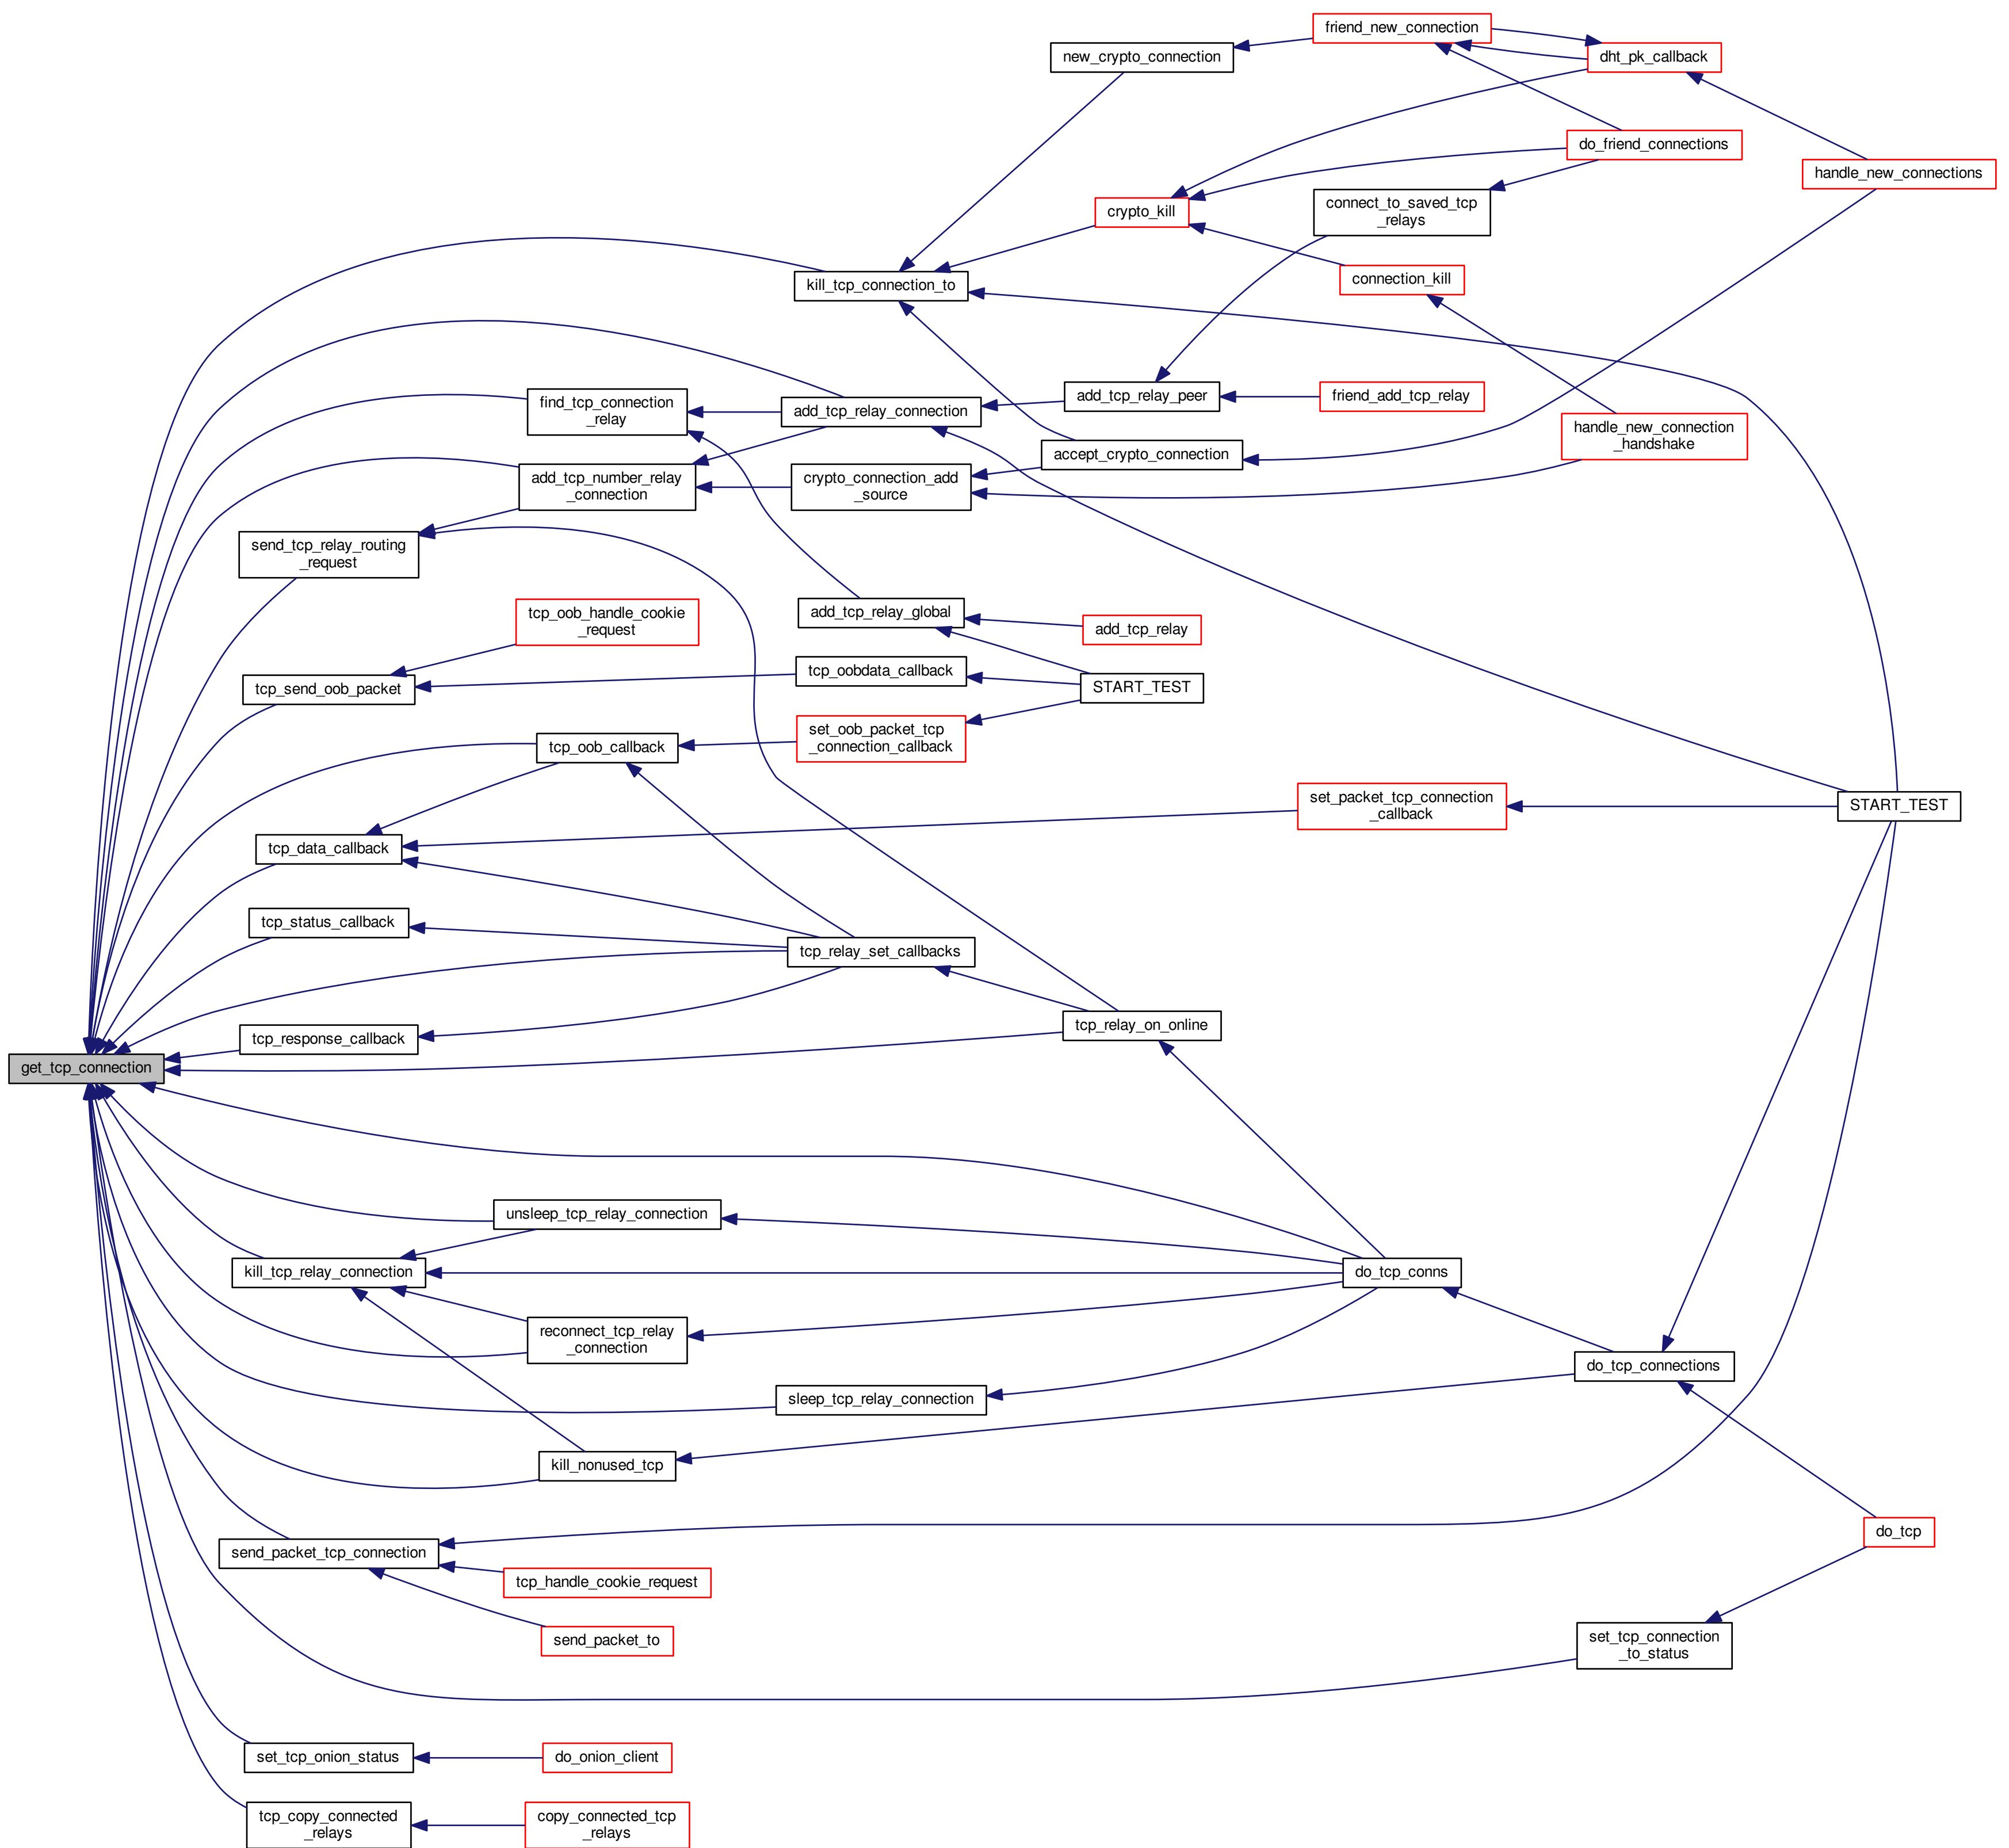 friend_new_connection
new_crypto_connection
dht_pk_callback
do_friend_connections
handle_new_connections
connect_to_saved_tcp
_relays
crypto_kill
connection_kill
kill_tcp_connection_to
add_tcp_relay_peer
friend_add_tcp_relay
find_tcp_connection
_relay
add_tcp_relay_connection
handle_new_connection
_handshake
accept_crypto_connection
add_tcp_number_relay
_connection
crypto_connection_add
_source
send_tcp_relay_routing
_request
tcp_oob_handle_cookie
_request
add_tcp_relay_global
add_tcp_relay
tcp_send_oob_packet
tcp_oobdata_callback
START_TEST
tcp_oob_callback
set_oob_packet_tcp
_connection_callback
set_packet_tcp_connection
_callback
START_TEST
tcp_data_callback
tcp_status_callback
tcp_relay_set_callbacks
tcp_response_callback
tcp_relay_on_online
get_tcp_connection
unsleep_tcp_relay_connection
kill_tcp_relay_connection
do_tcp_conns
reconnect_tcp_relay
_connection
do_tcp_connections
sleep_tcp_relay_connection
kill_nonused_tcp
do_tcp
send_packet_tcp_connection
tcp_handle_cookie_request
send_packet_to
set_tcp_connection
_to_status
set_tcp_onion_status
do_onion_client
tcp_copy_connected
_relays
copy_connected_tcp
_relays